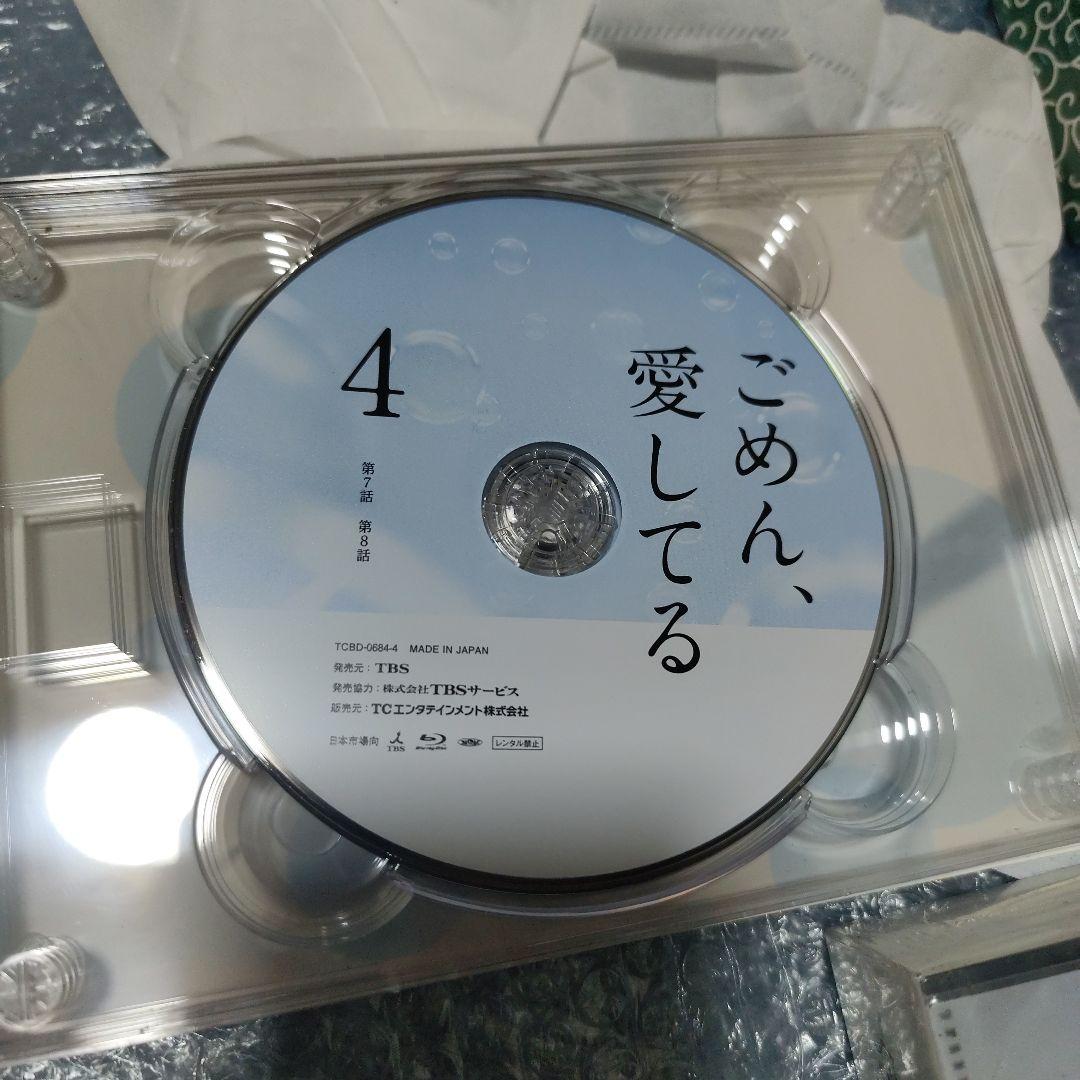 ごめん、
愛してる
4
第7話 第8話
TCBD-0684-4 MADE IN JAPAN
発売元：TBS
発売協力：株式会社TBSサービス
販売元：TCエンタテインメント株式会社
日本市場向 TBS Blu-ray Disc レンタル禁止